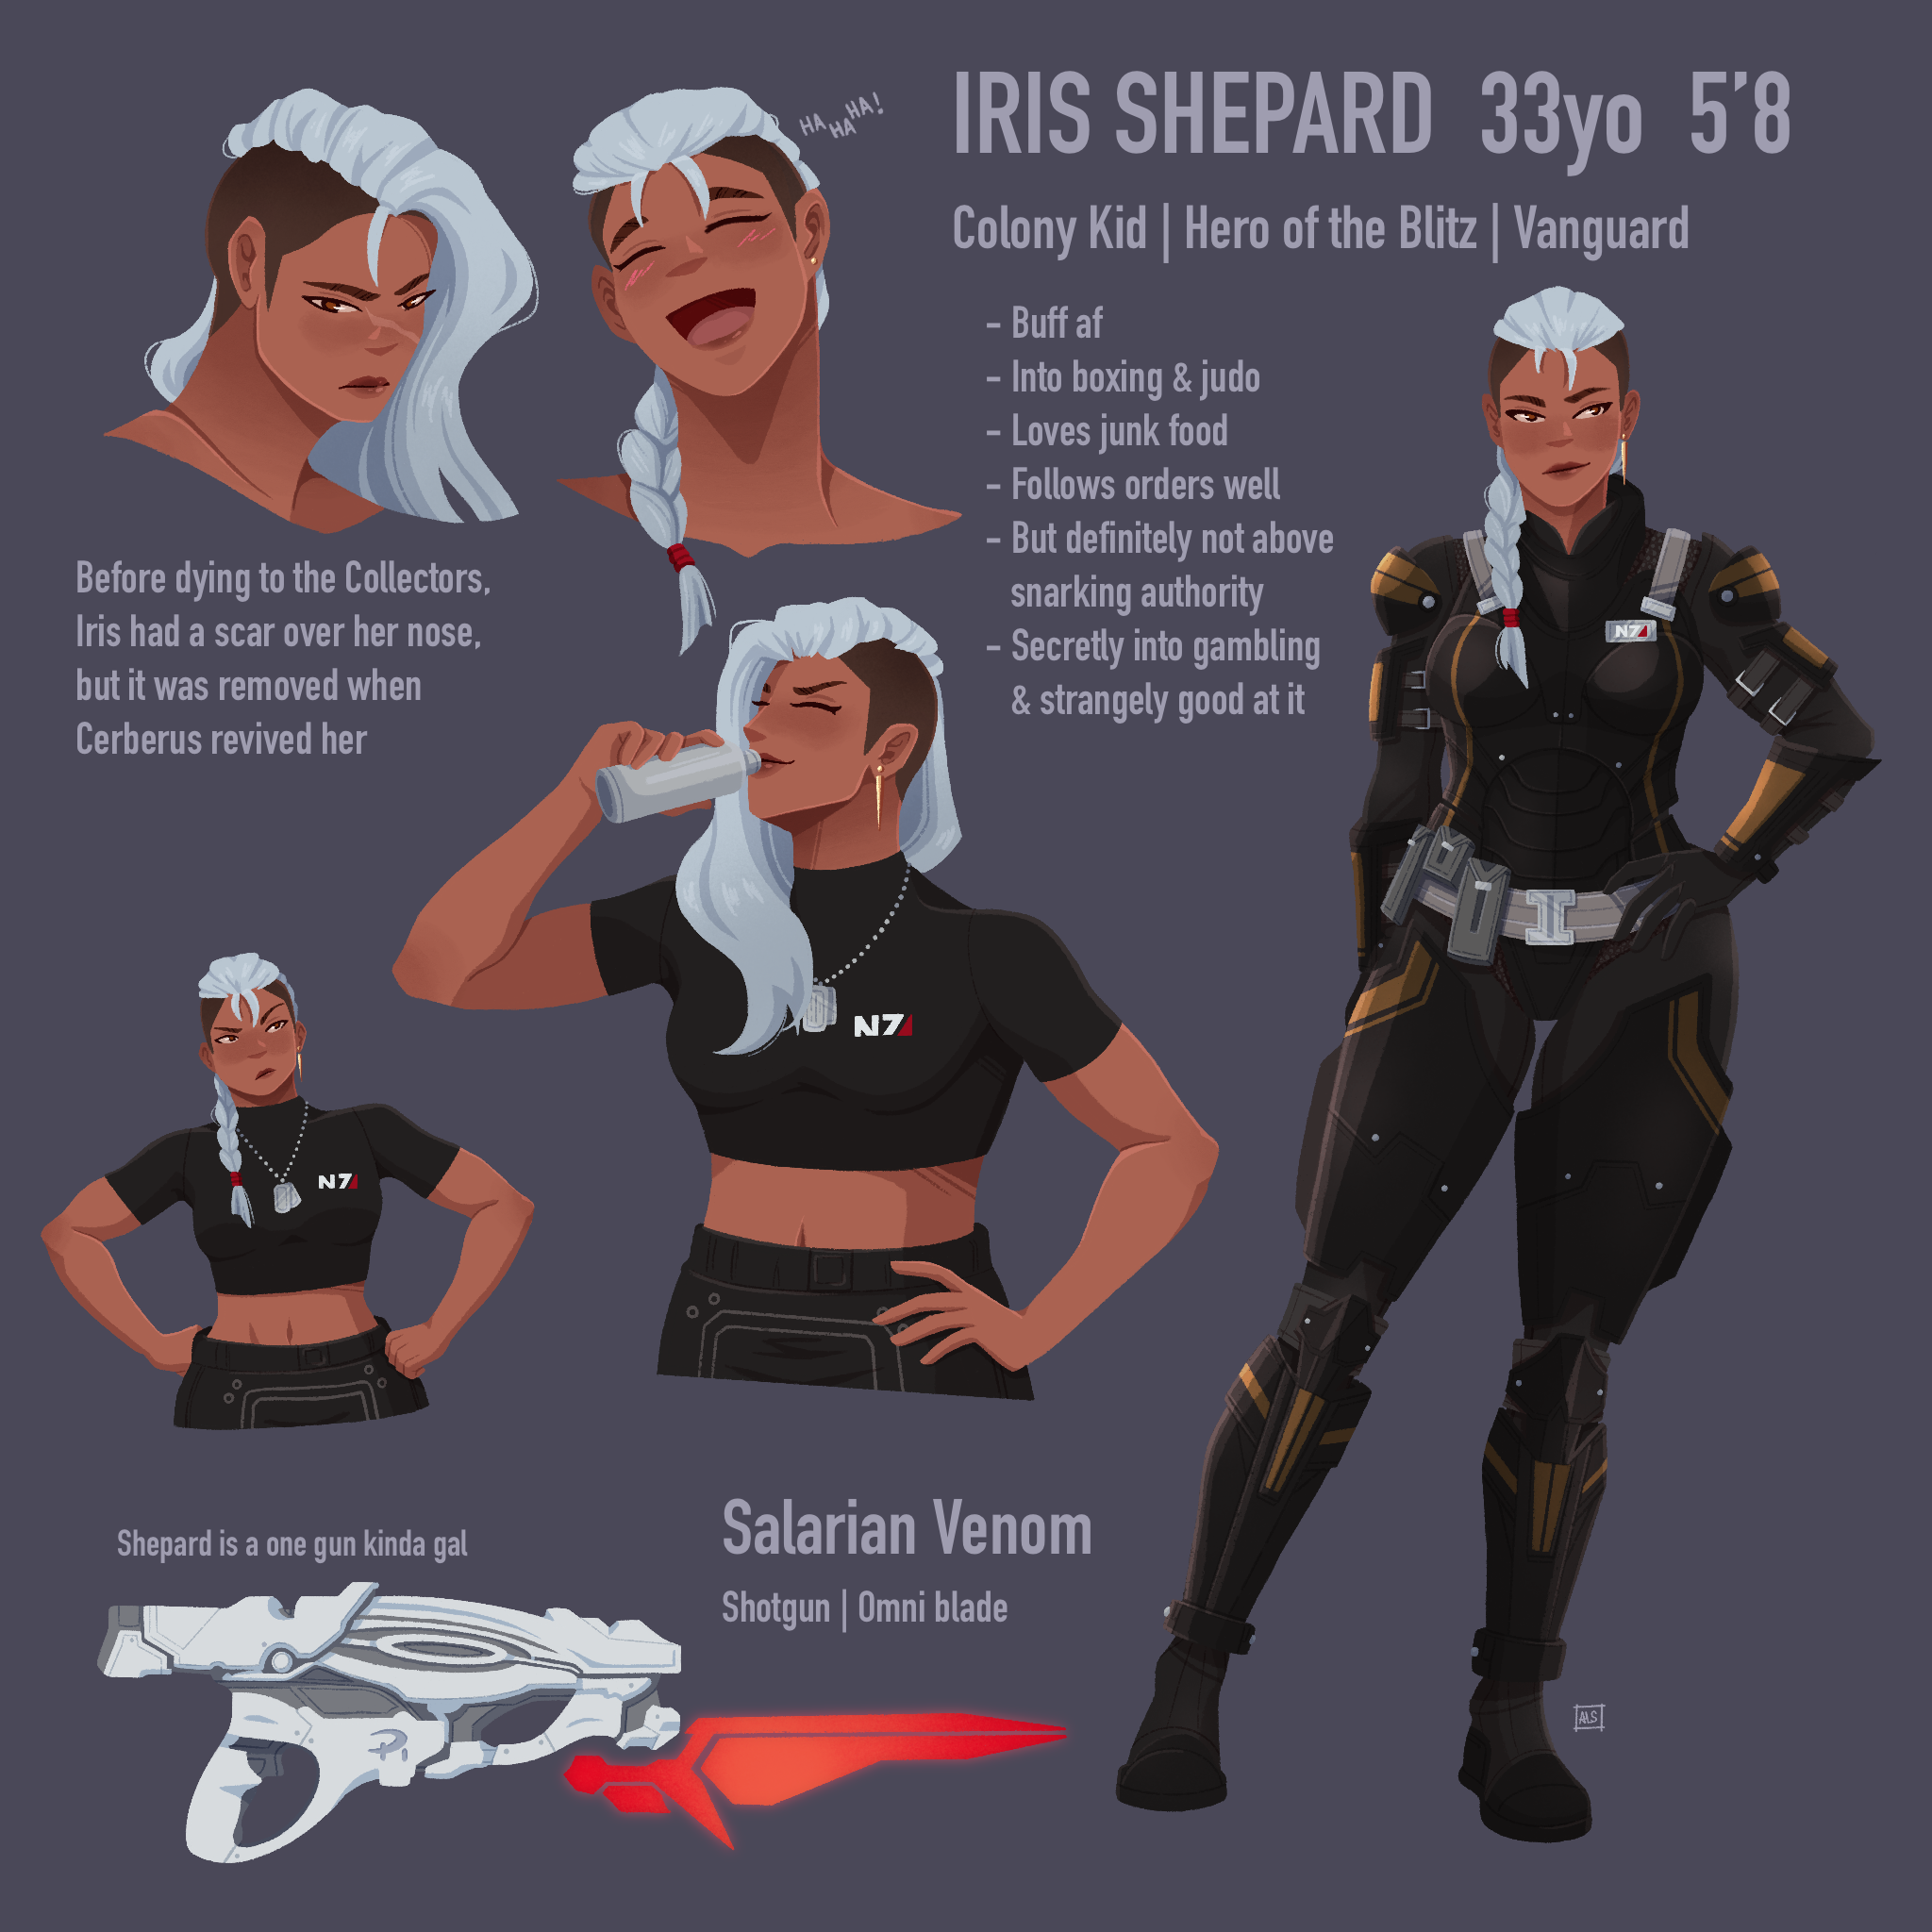 HA HA HA!
IRIS SHEPARD 33yo 5'8
Colony Kid | Hero of the Blitz | Vanguard
- Buff af
- Into boxing & judo
- Loves junk food
- Follows orders well
- But definitely not above
snarking authority
- Secretly into gambling
& strangely good at it
Before dying to the Collectors,
Iris had a scar over her nose,
but it was removed when
Cerberus revived her
N7
N7
N7
Shepard is a one gun kinda gal
Salarian Venom
Shotgun | Omni blade
ALS